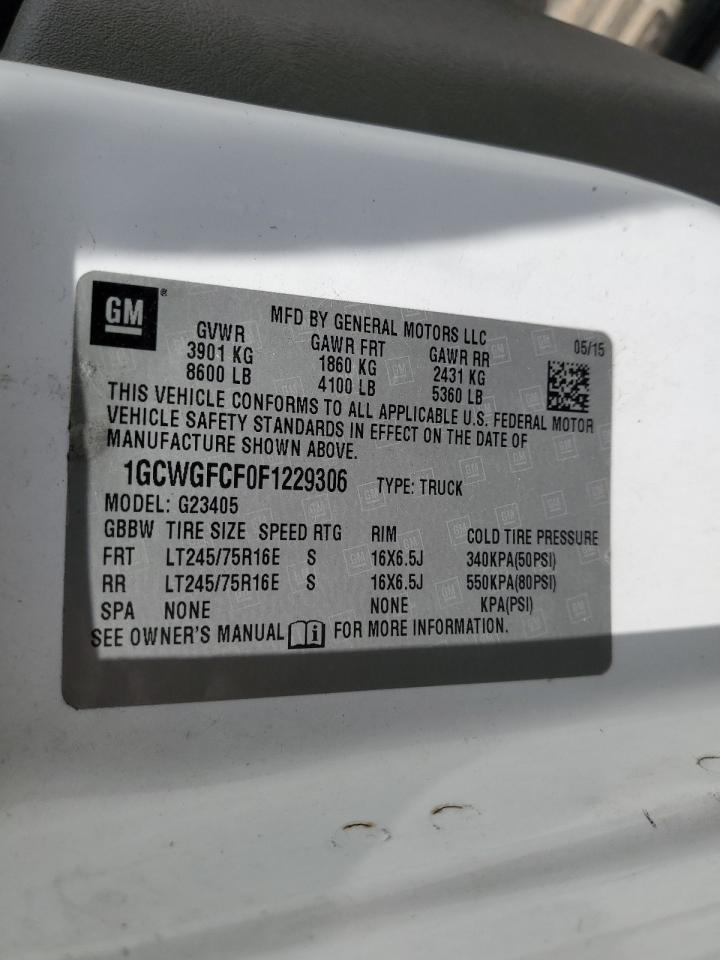 GM®
MFD BY GENERAL MOTORS LLC
05/15
GVWR GAWR FRT GAWR RR
3901 KG 1860 KG 2431 KG
8600 LB 4100 LB 5360 LB
THIS VEHICLE CONFORMS TO ALL APPLICABLE U.S. FEDERAL MOTOR
VEHICLE SAFETY STANDARDS IN EFFECT ON THE DATE OF
MANUFACTURE SHOWN ABOVE.
1GCWGFCF0F1229306 TYPE: TRUCK
MODEL: G23405
GBBW TIRE SIZE SPEED RTG RIM COLD TIRE PRESSURE
FRT LT245/75R16E S 16X6.5J 340KPA(50PSI)
RR LT245/75R16E S 16X6.5J 550KPA(80PSI)
SPA NONE NONE KPA(PSI)
SEE OWNER'S MANUAL i FOR MORE INFORMATION.